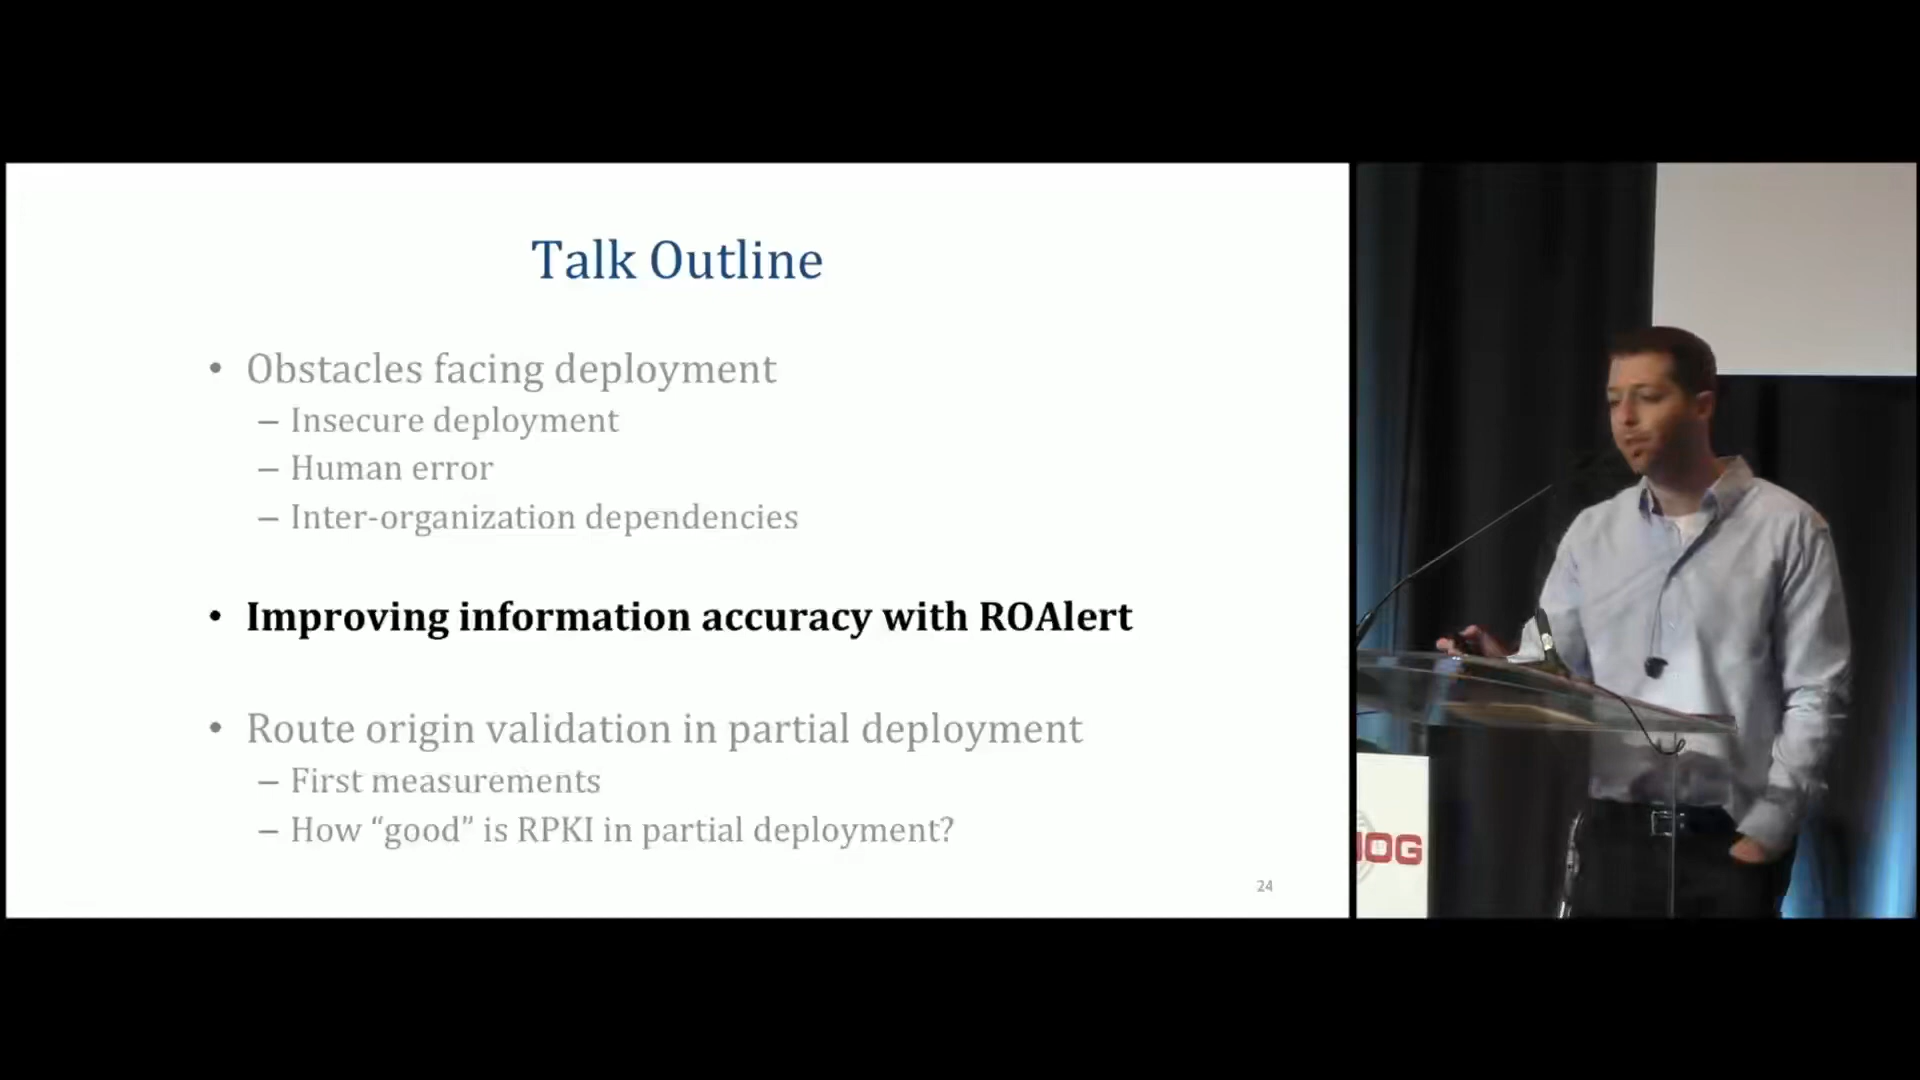 Talk Outline
• Obstacles facing deployment
– Insecure deployment
– Human error
– Inter-organization dependencies
• Improving information accuracy with ROAlert
• Route origin validation in partial deployment
– First measurements
– How “good” is RPKI in partial deployment?
24